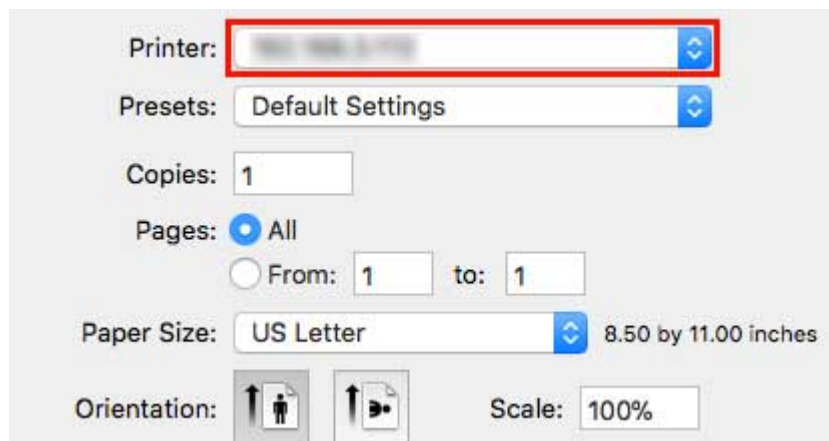 Printer:
Presets: Default Settings
Copies: 1
Pages: All
From: 1 to: 1
Paper Size: US Letter 8.50 by 11.00 inches
Orientation: Scale: 100%